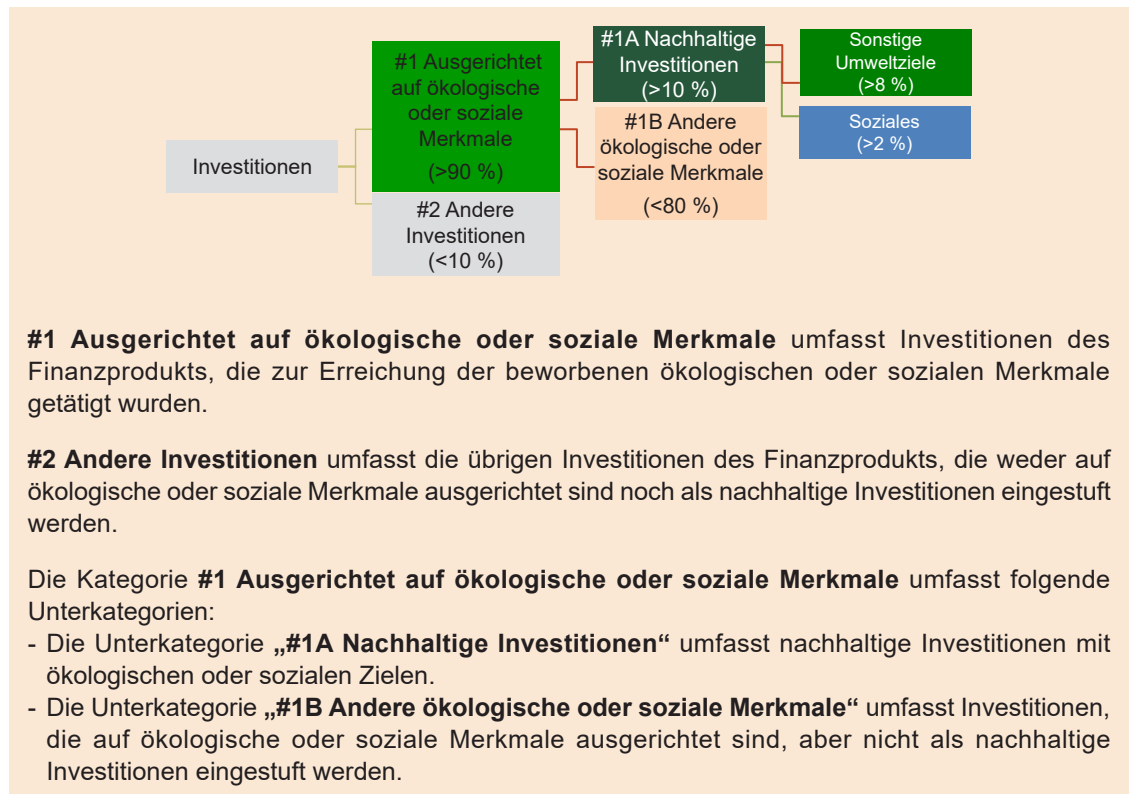 Investitionen
#1 Ausgerichtet
auf ökologische
oder soziale
Merkmale
(>90 %)
#2 Andere
Investitionen
(<10 %)
#1A Nachhaltige
Investitionen
(>10 %)
#1B Andere
ökologische oder
soziale Merkmale
(<80 %)
Sonstige
Umweltziele
(>8 %)
Soziales
(>2 %)
#1 Ausgerichtet auf ökologische oder soziale Merkmale umfasst Investitionen des
Finanzprodukts, die zur Erreichung der beworbenen ökologischen oder sozialen Merkmale
getätigt wurden.
#2 Andere Investitionen umfasst die übrigen Investitionen des Finanzprodukts, die weder auf
ökologische oder soziale Merkmale ausgerichtet sind noch als nachhaltige Investitionen eingestuft
werden.
Die Kategorie #1 Ausgerichtet auf ökologische oder soziale Merkmale umfasst folgende
Unterkategorien:
- Die Unterkategorie „#1A Nachhaltige Investitionen“ umfasst nachhaltige Investitionen mit
ökologischen oder sozialen Zielen.
- Die Unterkategorie „#1B Andere ökologische oder soziale Merkmale“ umfasst Investitionen,
die auf ökologische oder soziale Merkmale ausgerichtet sind, aber nicht als nachhaltige
Investitionen eingestuft werden.